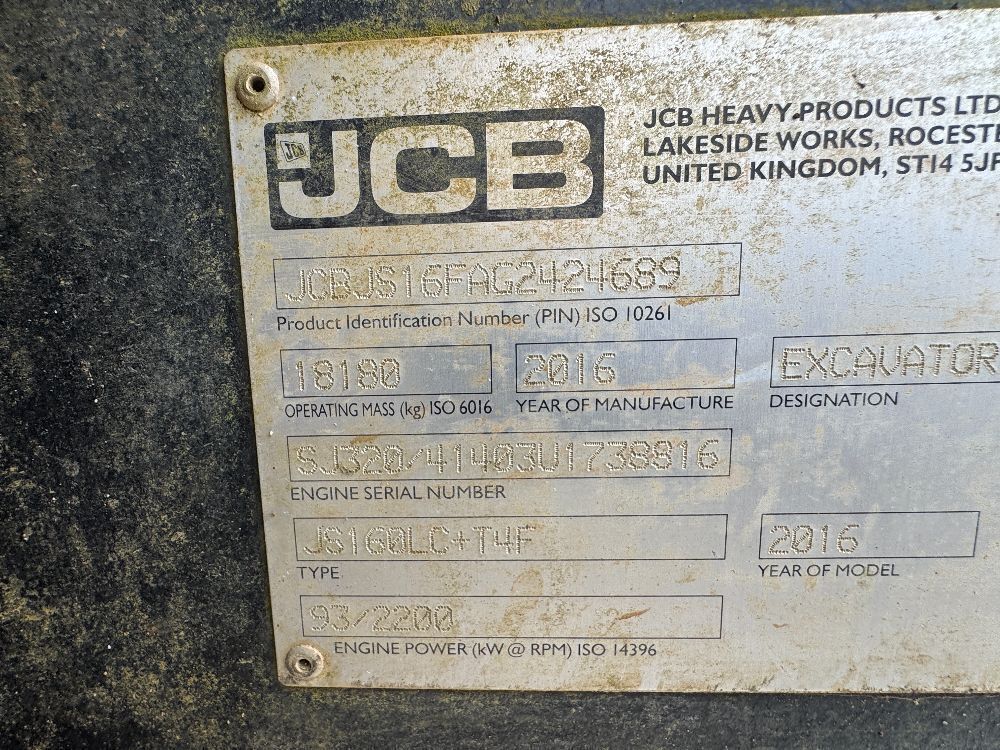 JCB
JCB HEAVY PRODUCTS LTD
LAKESIDE WORKS, ROCESTE
UNITED KINGDOM, ST14 5JP
JCBJS16FAG2424689
Product Identification Number (PIN) ISO 10261
18180
2016
EXCAVATOR
OPERATING MASS (kg) ISO 6016
YEAR OF MANUFACTURE
DESIGNATION
SJ320/41403U1738816
ENGINE SERIAL NUMBER
JS160LC+T4F
2016
TYPE
YEAR OF MODEL
93/2200
ENGINE POWER (kW @ RPM) ISO 14396